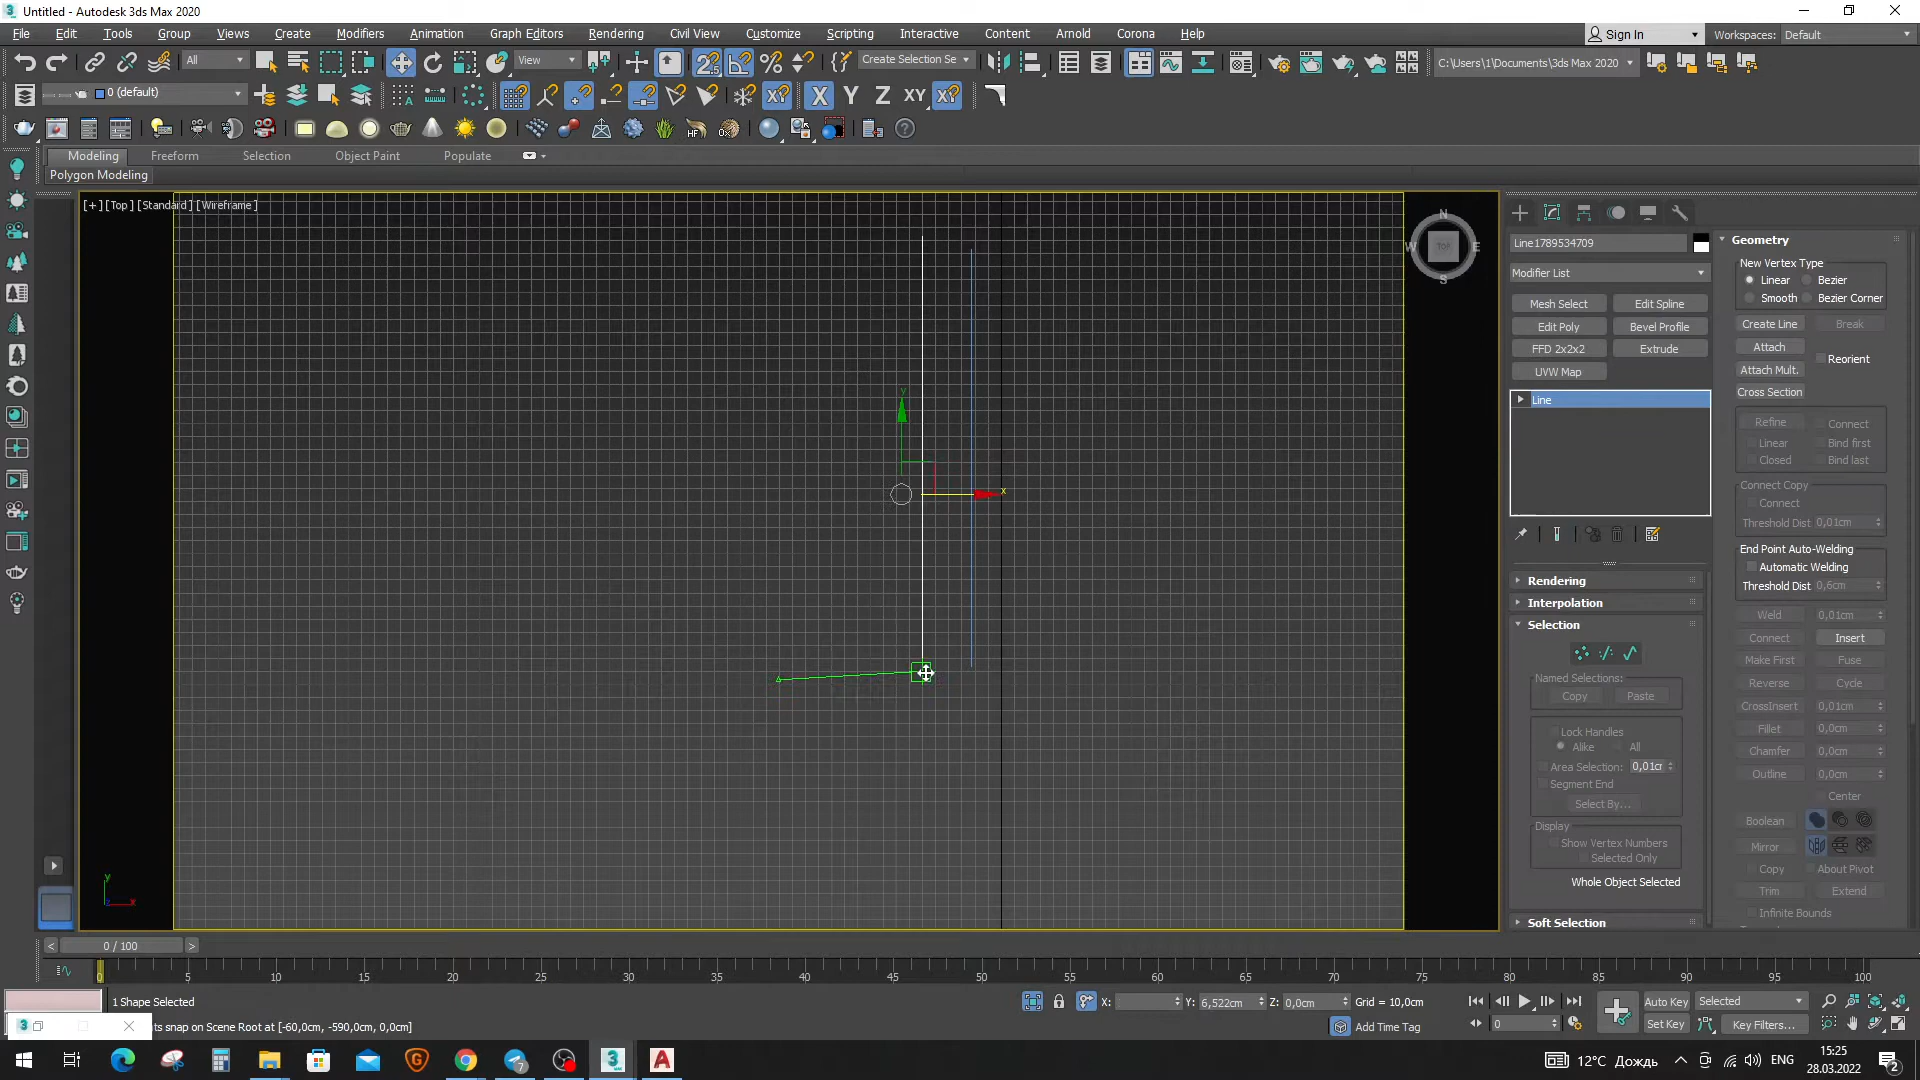 Untitled - Autodesk 3ds Max 2020
File Edit Tools Group Views Create Modifiers Animation Graph Editors Rendering Civil View Customize Scripting Interactive Content Arnold Corona Help
Sign In Workspaces: Default
All View Create Selection Se C:\Users\1\Documents\3ds Max 2020
0 (default) X Y Z XY
Modeling Freeform Selection Object Paint Populate
Polygon Modeling
[+] [Top] [Standard] [Wireframe]
N
W TOP E
S
y
x
y
x
Line1789534709
Modifier List
Mesh Select Edit Spline
Edit Poly Bevel Profile
FFD 2x2x2 Extrude
UVW Map
Line
Rendering
Interpolation
Selection
Named Selections:
Copy Paste
Lock Handles
Alike All
Area Selection: 0,01cr
Segment End
Select By...
Display
Show Vertex Numbers
Selected Only
Whole Object Selected
Soft Selection
Geometry
New Vertex Type
Linear Bezier
Smooth Bezier Corner
Create Line Break
Attach
Reorient
Attach Mult.
Cross Section
Refine Connect
Linear Bind first
Closed Bind last
Connect Copy
Connect
Threshold Dist 0,01cm
End Point Auto-Welding
Automatic Welding
Threshold Dist 0,6cm
Weld 0,01cm
Connect Insert
Make First Fuse
Reverse Cycle
CrossInsert 0,01cm
Fillet 0,0cm
Chamfer 0,0cm
Outline 0,0cm
Center
Boolean
Mirror
Copy About Pivot
Trim Extend
Infinite Bounds
< 0 / 100 >
0 5 10 15 20 25 30 35 40 45 50 55 60 65 70 75 80 85 90 95 100
1 Shape Selected
X: Y: 6,522cm Z: 0,0cm Grid = 10,0cm
Auto Key Selected
ts snap on Scene Root at [-60,0cm, -590,0cm, 0,0cm]
Add Time Tag
0
Set Key Key Filters...
12°C Дождь
ENG
15:25
28.03.2022